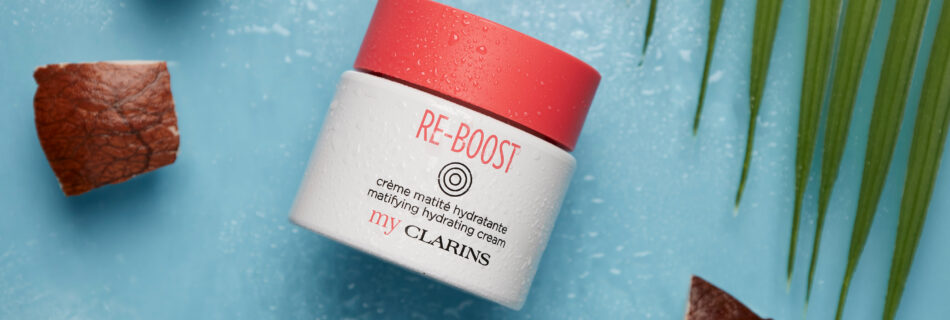 RE-BOOST
crème matité hydratante
matifying hydrating cream
my CLARINS